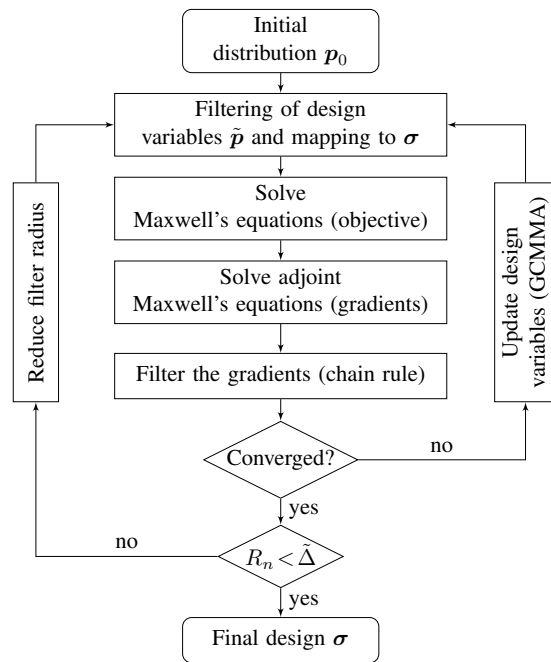 Initial
distribution p₀
Filtering of design
variables p̃ and mapping to σ
Solve
Maxwell's equations (objective)
Solve adjoint
Maxwell's equations (gradients)
Filter the gradients (chain rule)
Reduce filter radius
Update design
variables (GCMMA)
Converged?
no
yes
Rₙ < Δ̃
no
yes
Final design σ